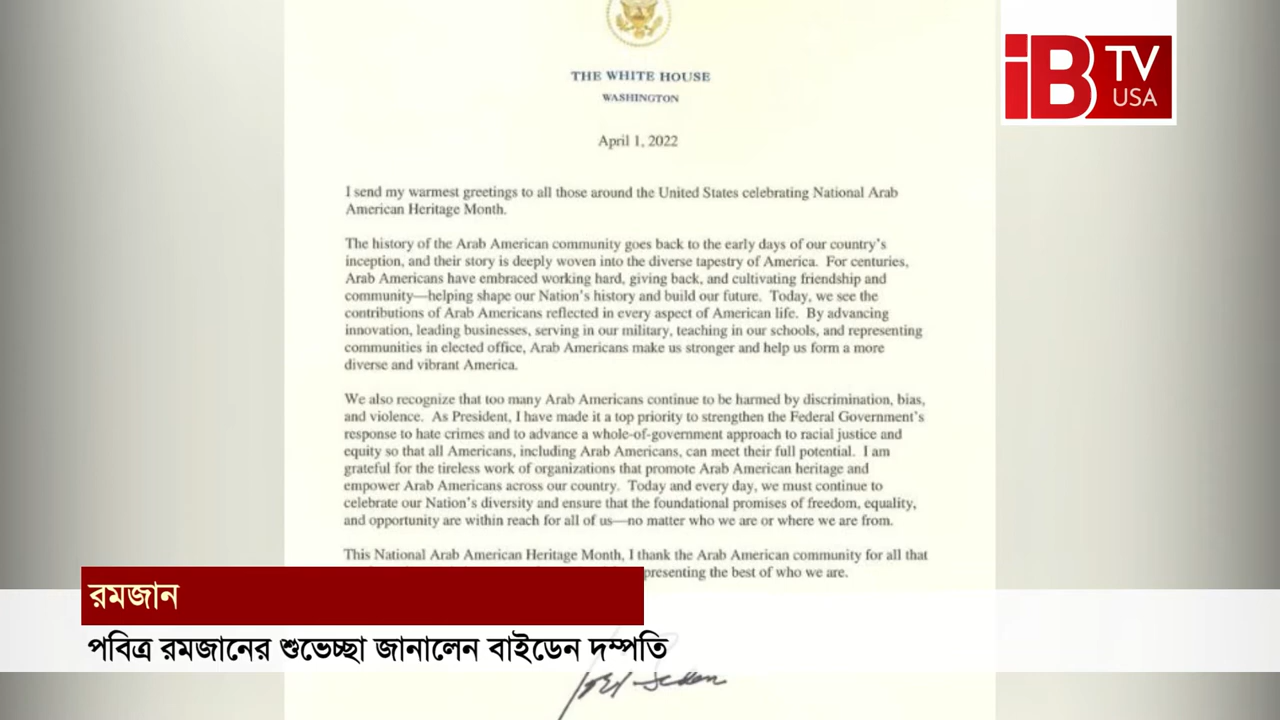 THE WHITE HOUSE
WASHINGTON
April 1, 2022
I send my warmest greetings to all those around the United States celebrating National Arab
American Heritage Month.
The history of the Arab American community goes back to the early days of our country's
inception, and their story is deeply woven into the diverse tapestry of America. For centuries,
Arab Americans have embraced working hard, giving back, and cultivating friendship and
community—helping shape our Nation's history and build our future. Today, we see the
contributions of Arab Americans reflected in every aspect of American life. By advancing
innovation, leading businesses, serving in our military, teaching in our schools, and representing
communities in elected office, Arab Americans make us stronger and help us form a more
diverse and vibrant America.
We also recognize that too many Arab Americans continue to be harmed by discrimination, bias,
and violence. As President, I have made it a top priority to strengthen the Federal Government's
response to hate crimes and to advance a whole-of-government approach to racial justice and
equity so that all Americans, including Arab Americans, can meet their full potential. I am
grateful for the tireless work of organizations that promote Arab American heritage and
empower Arab Americans across our country. Today and every day, we must continue to
celebrate our Nation's diversity and ensure that the foundational promises of freedom, equality,
and opportunity are within reach for all of us—no matter who we are or where we are from.
This National Arab American Heritage Month, I thank the Arab American community for all that
presenting the best of who we are.
iB TV
USA
রমজান
পবিত্র রমজানের শুভেচ্ছা জানালেন বাইডেন দম্পতি